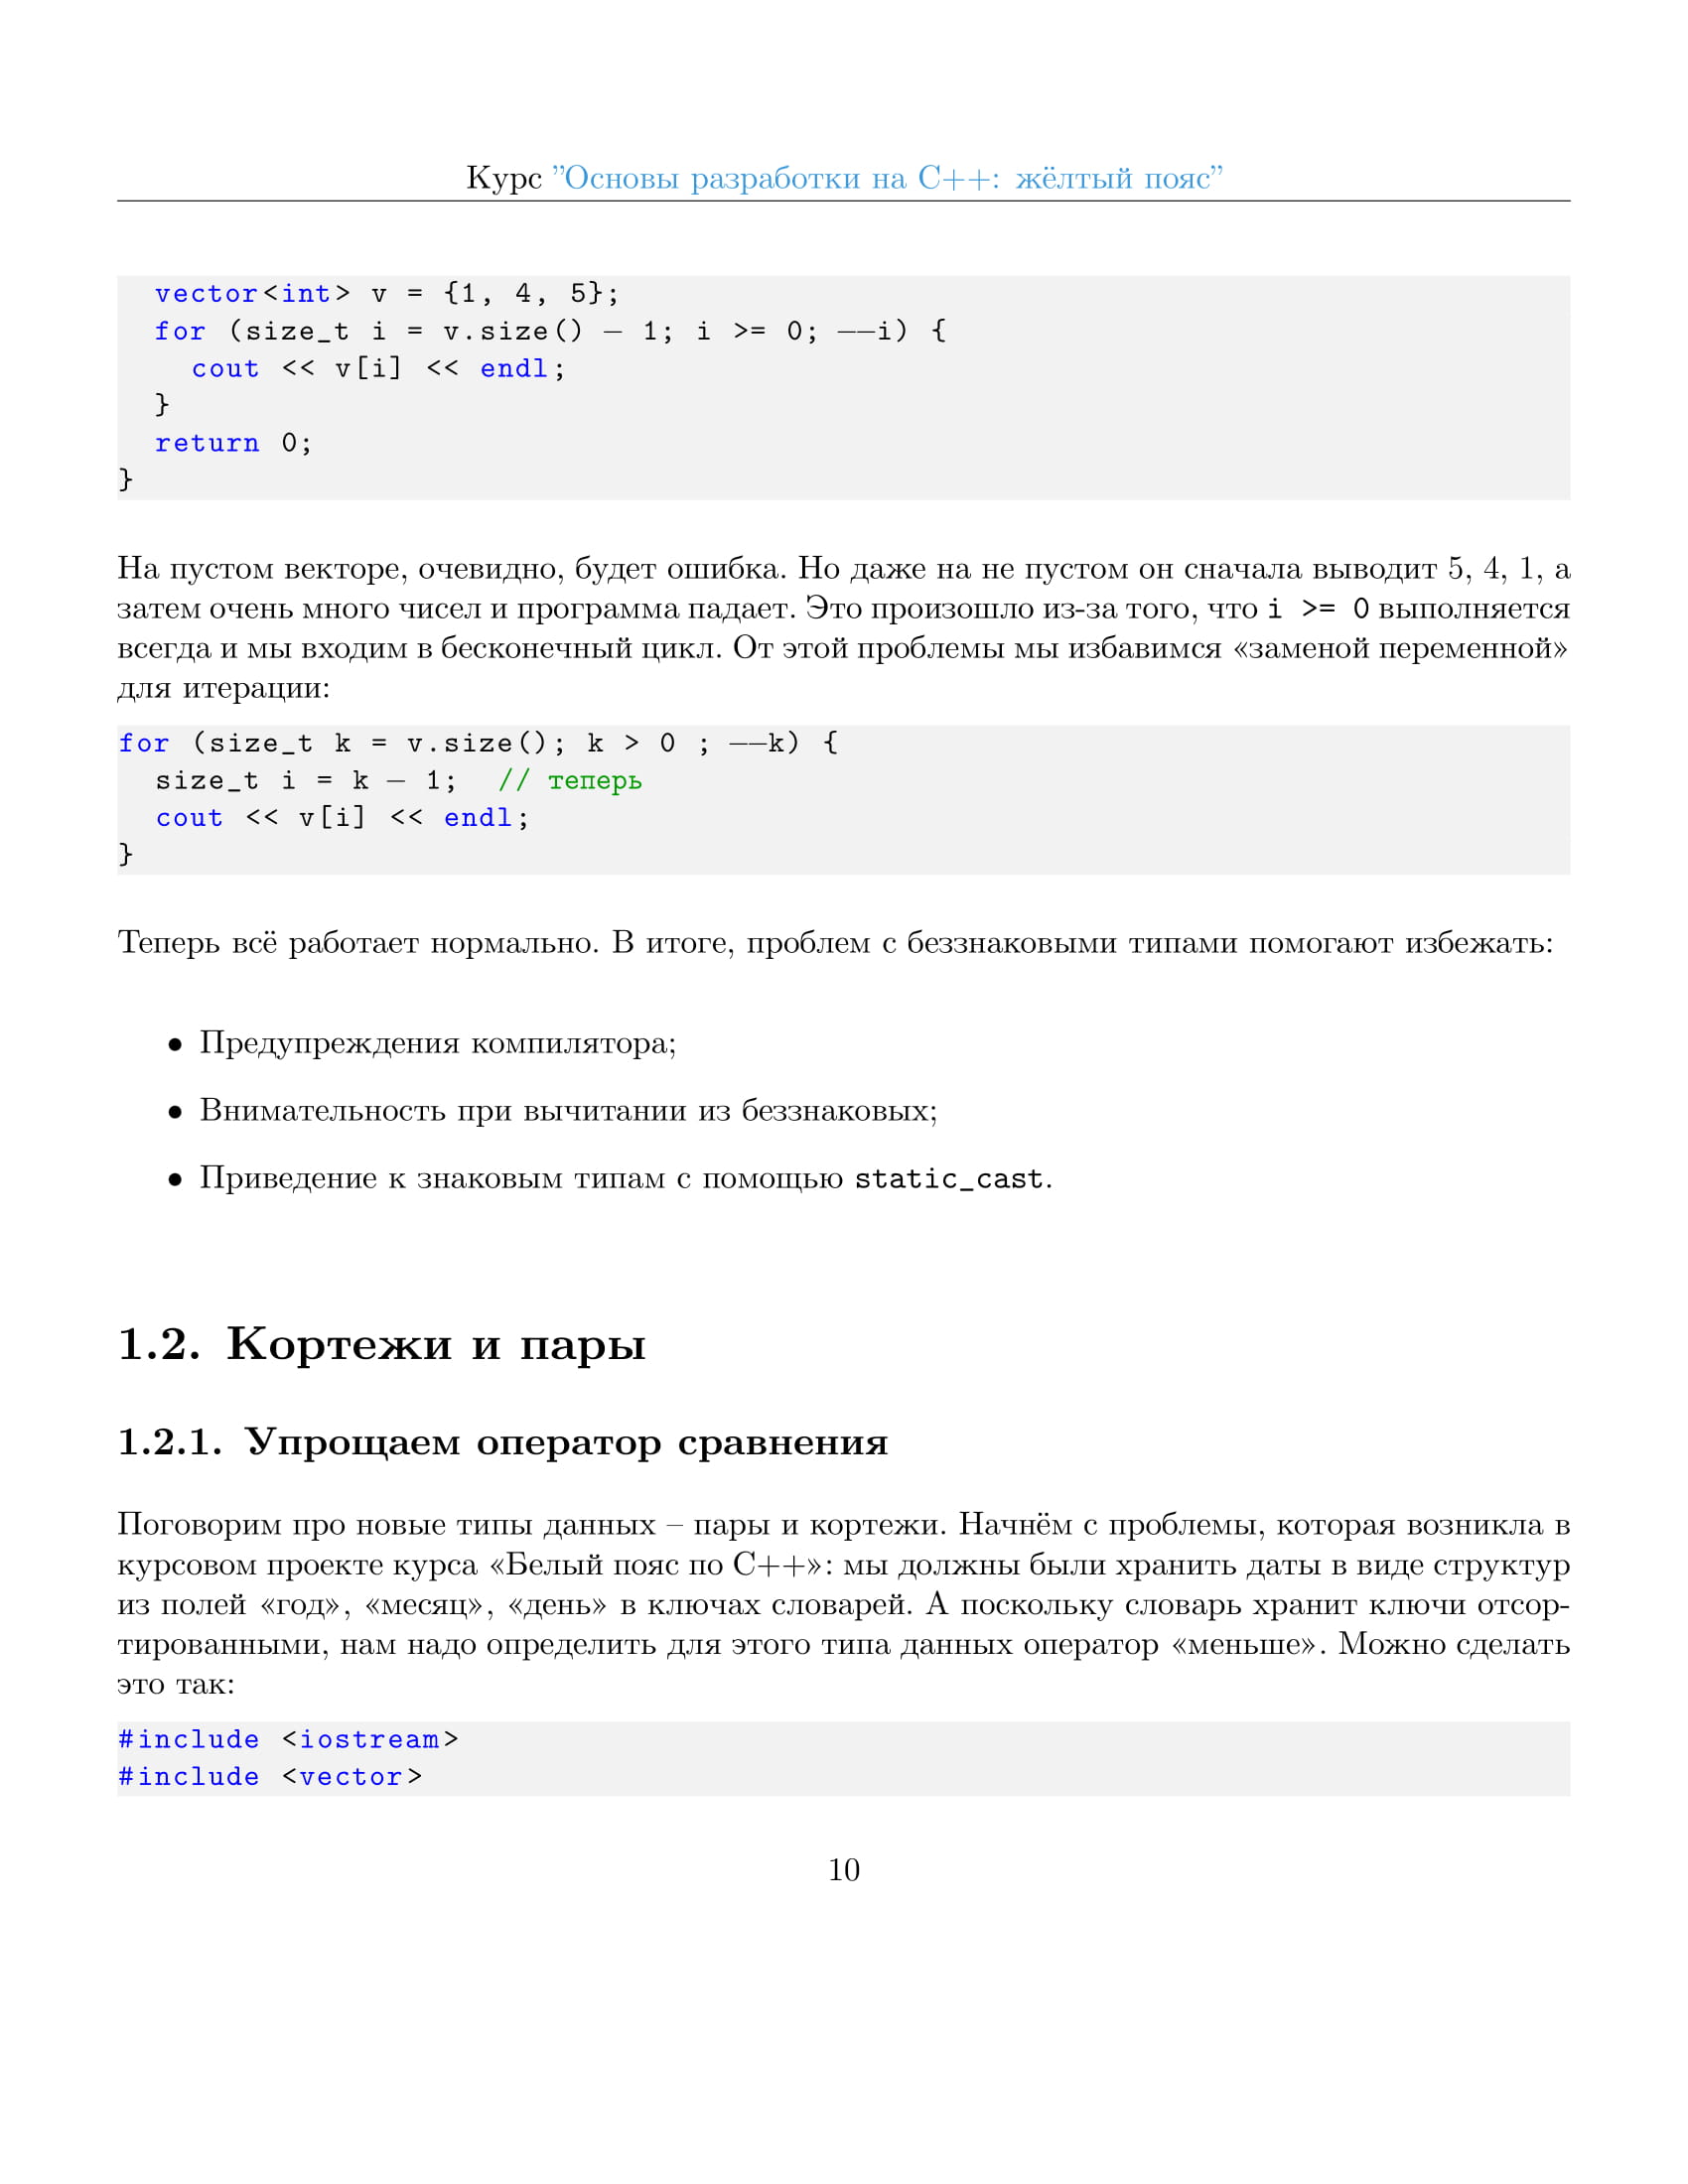 Курс ”Основы разработки на C++: жёлтый пояс”
vector<int> v = {1, 4, 5};
for (size_t i = v.size() − 1; i >= 0; −−i) {
cout << v[i] << endl;
}
return 0;
}
На пустом векторе, очевидно, будет ошибка. Но даже на не пустом он сначала выводит 5, 4, 1, а
затем очень много чисел и программа падает. Это произошло из-за того, что i >= 0 выполняется
всегда и мы входим в бесконечный цикл. От этой проблемы мы избавимся «заменой переменной»
для итерации:
for (size_t k = v.size(); k > 0 ; −−k) {
size_t i = k − 1; // теперь
cout << v[i] << endl;
}
Теперь всё работает нормально. В итоге, проблем с беззнаковыми типами помогают избежать:
• Предупреждения компилятора;
• Внимательность при вычитании из беззнаковых;
• Приведение к знаковым типам с помощью static_cast.
1.2. Кортежи и пары
1.2.1. Упрощаем оператор сравнения
Поговорим про новые типы данных – пары и кортежи. Начнём с проблемы, которая возникла в
курсовом проекте курса «Белый пояс по C++»: мы должны были хранить даты в виде структур
из полей «год», «месяц», «день» в ключах словарей. А поскольку словарь хранит ключи отсор-
тированными, нам надо определить для этого типа данных оператор «меньше». Можно сделать
это так:
#include <iostream>
#include <vector>
10